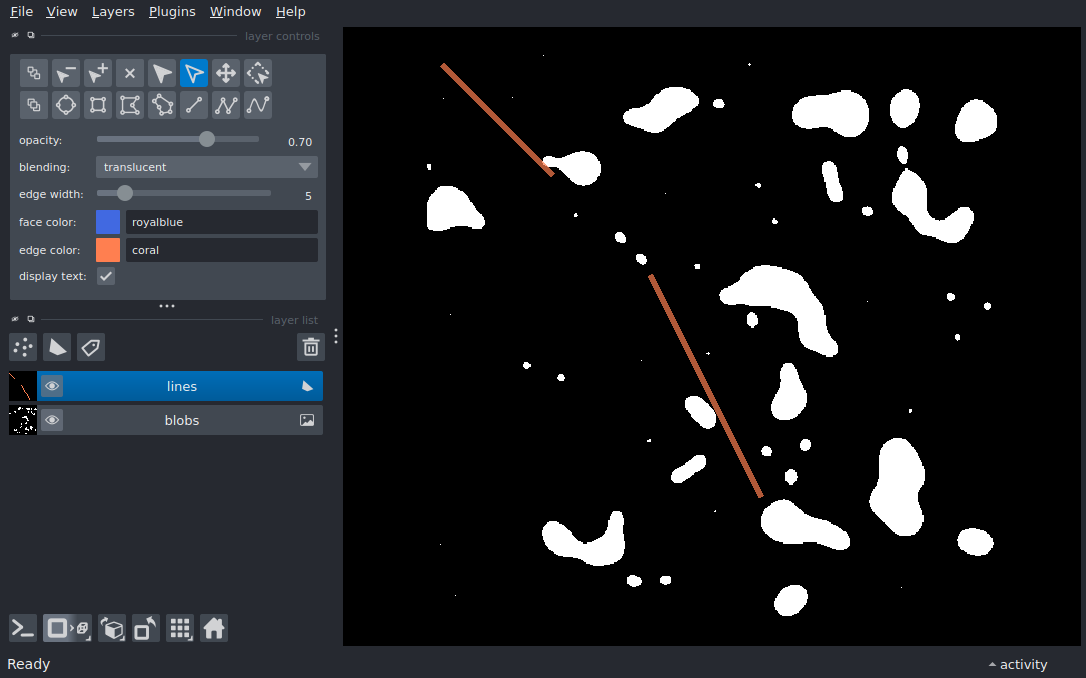 File View Layers Plugins Window Help
layer controls
opacity: 0.70
blending: translucent
edge width: 5
face color: royalblue
edge color: coral
display text:
layer list
lines
blobs
Ready
activity